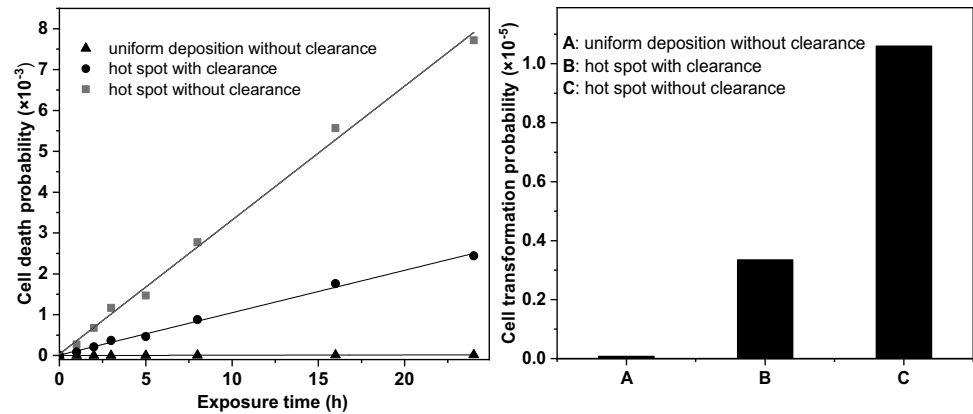 Cell death probability (×10⁻³)
8
7
6
5
4
3
2
1
0
uniform deposition without clearance
hot spot with clearance
hot spot without clearance
0 5 10 15 20
Exposure time (h)
Cell transformation probability (×10⁻⁵)
1.0
0.8
0.6
0.4
0.2
0.0
A: uniform deposition without clearance
B: hot spot with clearance
C: hot spot without clearance
A B C